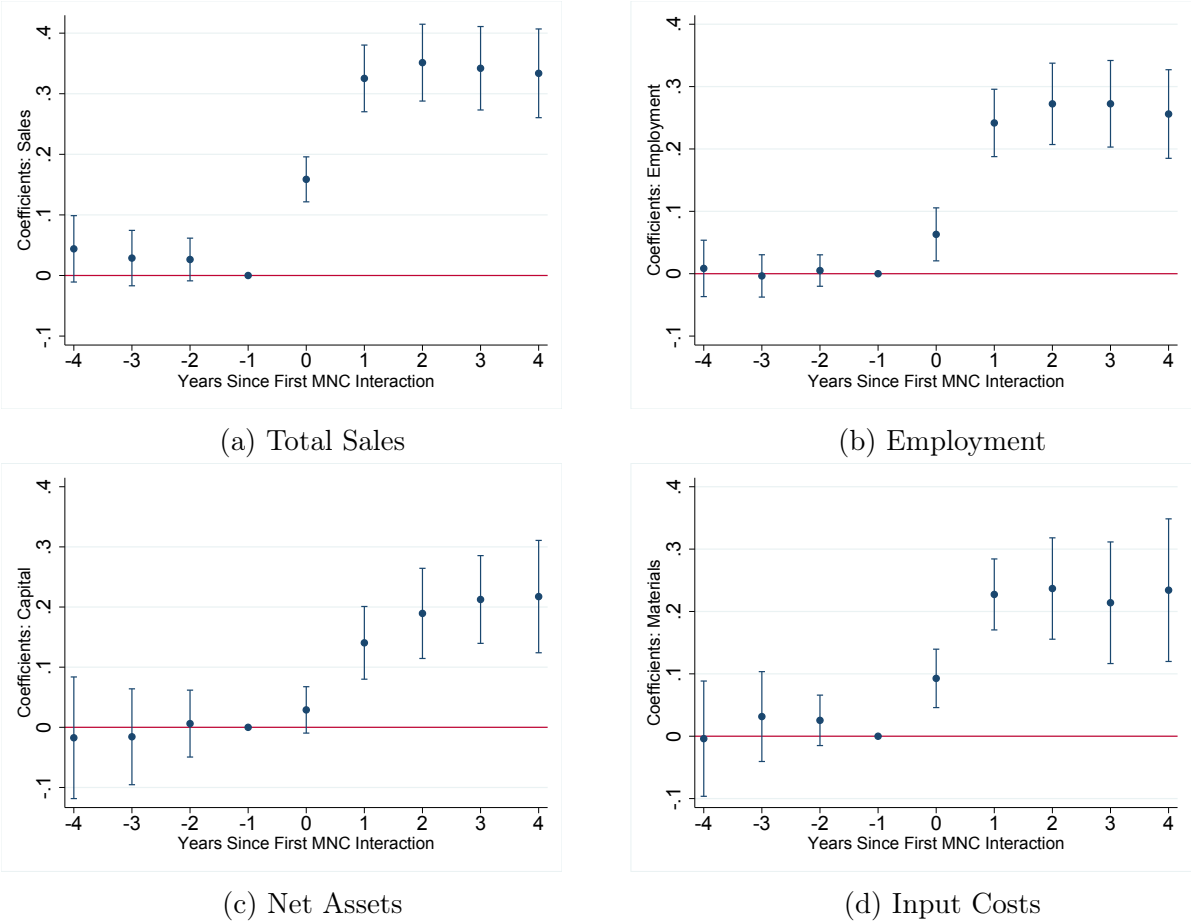 Coefficients: Sales
.4
.3
.2
.1
0
-.1
-4 -3 -2 -1 0 1 2 3 4
Years Since First MNC Interaction
(a) Total Sales
Coefficients: Employment
.4
.3
.2
.1
0
-.1
-4 -3 -2 -1 0 1 2 3 4
Years Since First MNC Interaction
(b) Employment
Coefficients: Capital
.4
.3
.2
.1
0
-.1
-4 -3 -2 -1 0 1 2 3 4
Years Since First MNC Interaction
(c) Net Assets
Coefficients: Materials
.4
.3
.2
.1
0
-.1
-4 -3 -2 -1 0 1 2 3 4
Years Since First MNC Interaction
(d) Input Costs